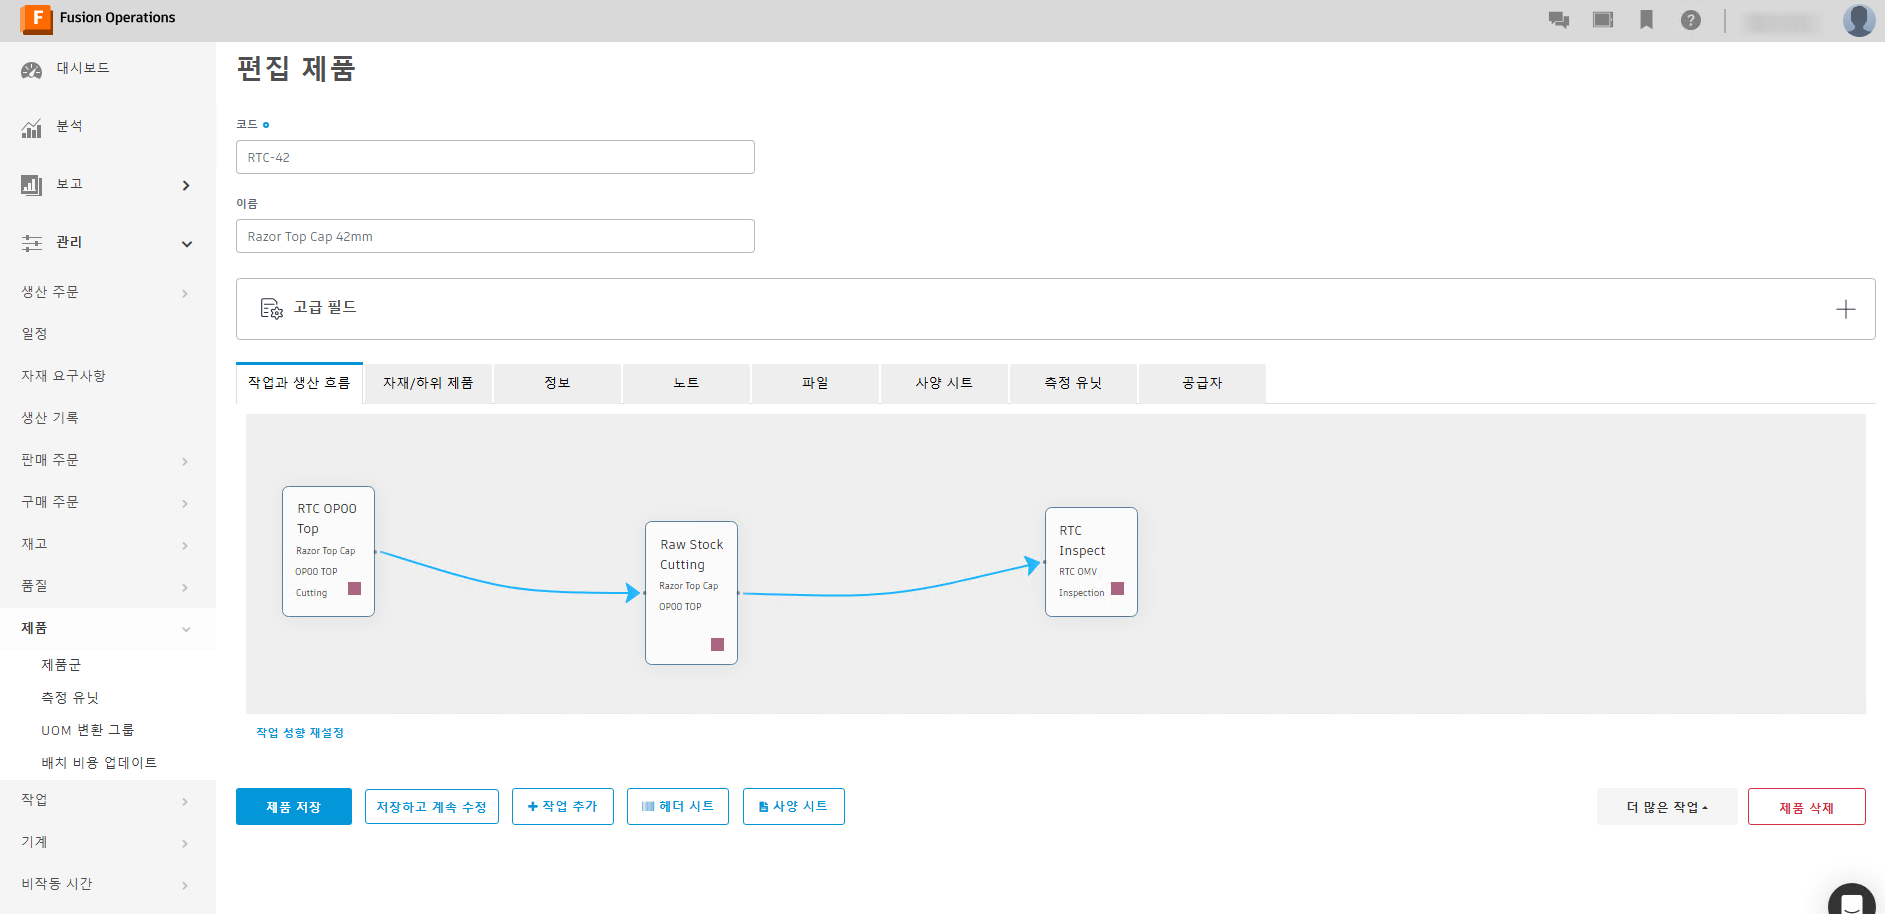 F Fusion Operations
대시보드
분석
보고
관리
생산 주문
일정
자재 요구사항
생산 기록
판매 주문
구매 주문
재고
품질
제품
제품군
측정 유닛
UOM 변환 그룹
배치 비용 업데이트
작업
기계
비작동 시간
편집 제품
코드
RTC-42
이름
Razor Top Cap 42mm
고급 필드
작업과 생산 흐름
자재/하위 제품
정보
노트
파일
사양 시트
측정 유닛
공급자
RTC OP00
Top
Razor Top Cap
OP00 TOP
Cutting
Raw Stock
Cutting
Razor Top Cap
OP00 TOP
RTC
Inspect
RTC OMV
Inspection
작업 성향 재설정
제품 저장
저장하고 계속 수정
작업 추가
헤더 시트
사양 시트
더 많은 작업
제품 삭제